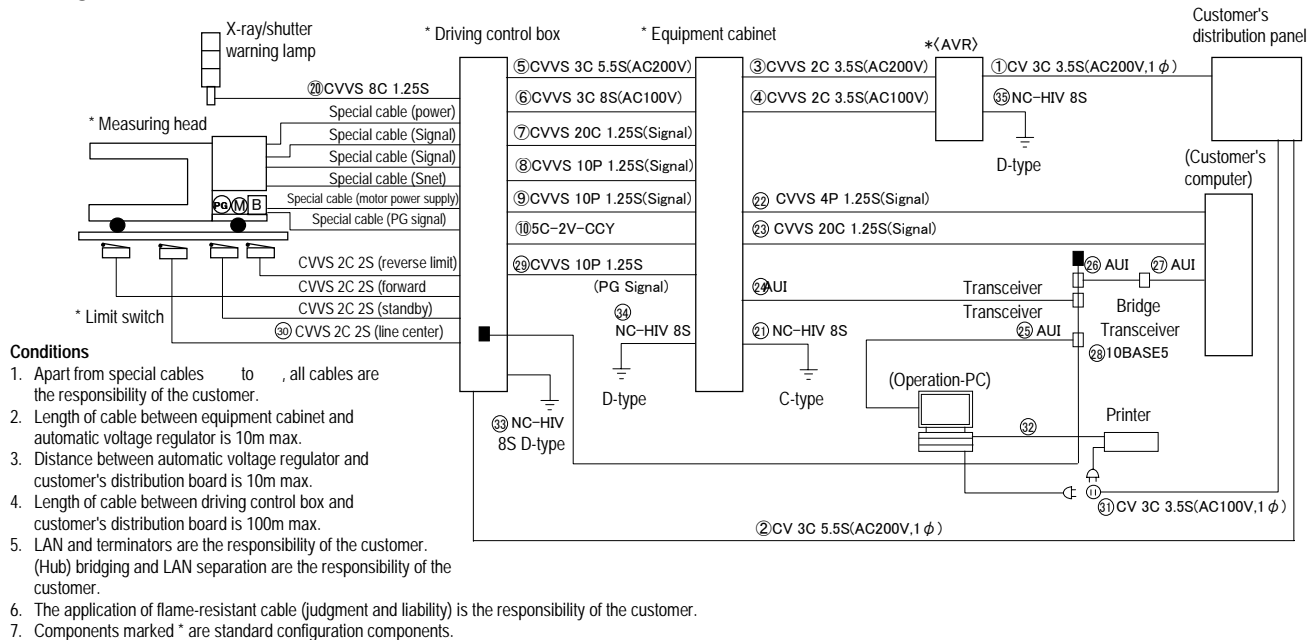 X-ray/shutter
warning lamp
* Driving control box
* Equipment cabinet
*〈AVR〉
Customer's
distribution panel
⑤CVVS 3C 5.5S(AC200V)
③CVVS 2C 3.5S(AC200V)
①CV 3C 3.5S(AC200V,1φ)
⑳CVVS 8C 1.25S
⑥CVVS 3C 8S(AC100V)
④CVVS 2C 3.5S(AC100V)
㉟NC-HIV 8S
* Measuring head
Special cable (power)
Special cable (Signal)
Special cable (Signal)
Special cable (Snet)
Special cable (motor power supply)
Special cable (PG signal)
PG
M
B
⑦CVVS 20C 1.25S(Signal)
⑧CVVS 10P 1.25S(Signal)
⑨CVVS 10P 1.25S(Signal)
⑩5C-2V-CCY
㉙CVVS 10P 1.25S
(PG Signal)
D-type
(Customer's
computer)
㉒ CVVS 4P 1.25S(Signal)
㉓ CVVS 20C 1.25S(Signal)
㉔AUI
Transceiver
Transceiver
㉖ AUI
㉗ AUI
Bridge
Transceiver
㉘10BASE5
㉕ AUI
CVVS 2C 2S (reverse limit)
CVVS 2C 2S (forward
CVVS 2C 2S (standby)
㉚ CVVS 2C 2S (line center)
* Limit switch
㉞
NC-HIV 8S
D-type
㉑NC-HIV 8S
C-type
㉝NC-HIV
8S D-type
(Operation-PC)
㉜
Printer
㉛CV 3C 3.5S(AC100V,1φ)
②CV 3C 5.5S(AC200V,1φ)
Conditions
1. Apart from special cables to , all cables are
the responsibility of the customer.
2. Length of cable between equipment cabinet and
automatic voltage regulator is 10m max.
3. Distance between automatic voltage regulator and
customer's distribution board is 10m max.
4. Length of cable between driving control box and
customer's distribution board is 100m max.
5. LAN and terminators are the responsibility of the customer.
(Hub) bridging and LAN separation are the responsibility of the
customer.
6. The application of flame-resistant cable (judgment and liability) is the responsibility of the customer.
7. Components marked * are standard configuration components.